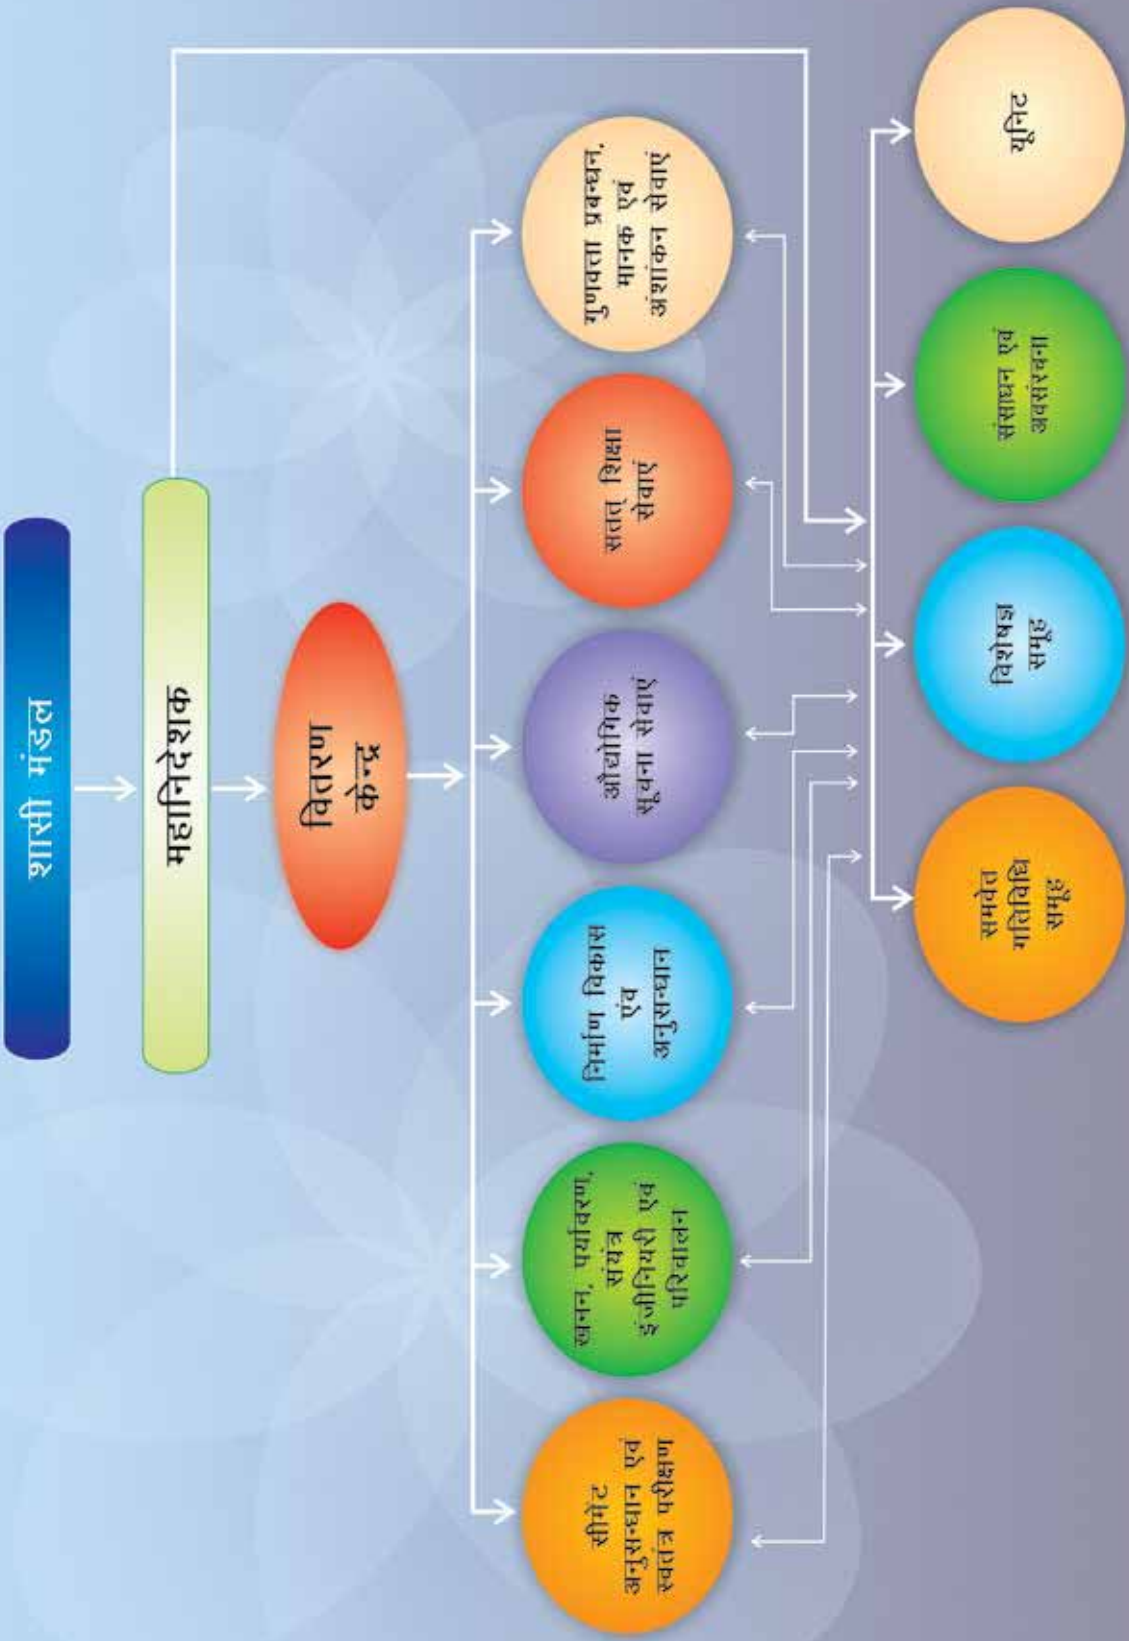 शासी मंडल
महानिदेशक
वितरण
केन्द्र
सीमेंट
अनुसन्धान एवं
स्वतंत्र परीक्षण
खनन, पर्यावरण,
संयंत्र
इंजीनियरी एवं
परिचालन
निर्माण विकास
एंव
अनुसन्धान
औद्योगिक
सूचना सेवाएं
सतत् शिक्षा
सेवाएं
गुणवत्ता प्रबन्धन,
मानक एवं
अंशांकन सेवाएं
समवेत
गतिविधि
समूह
विशेषज्ञ
समूह
संसाधन एवं
अवसंरचना
यूनिट